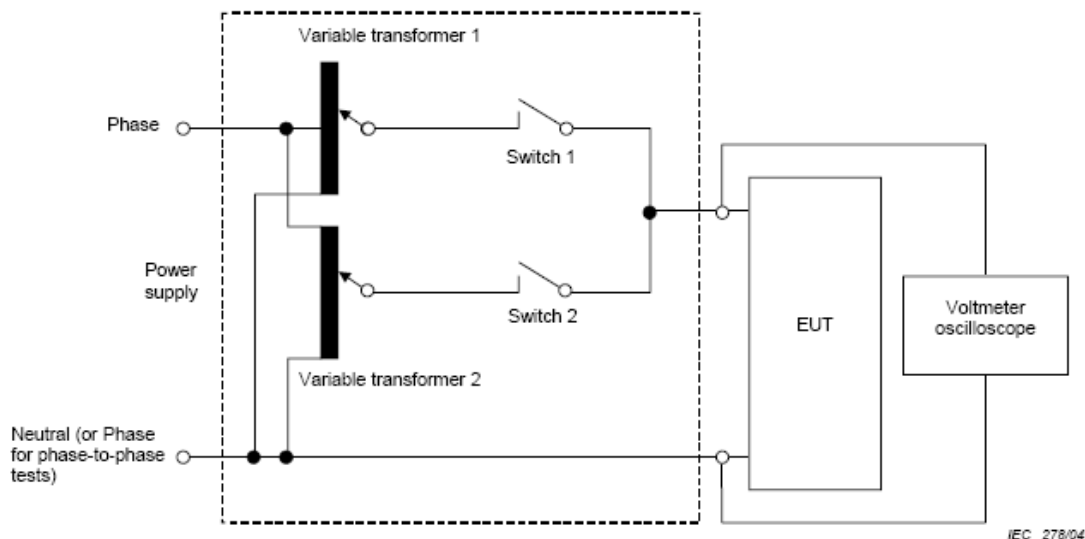 Variable transformer 1
Phase
Switch 1
Power
supply
Switch 2
EUT
Voltmeter
oscilloscope
Variable transformer 2
Neutral (or Phase
for phase-to-phase
tests)
IEC 278/04